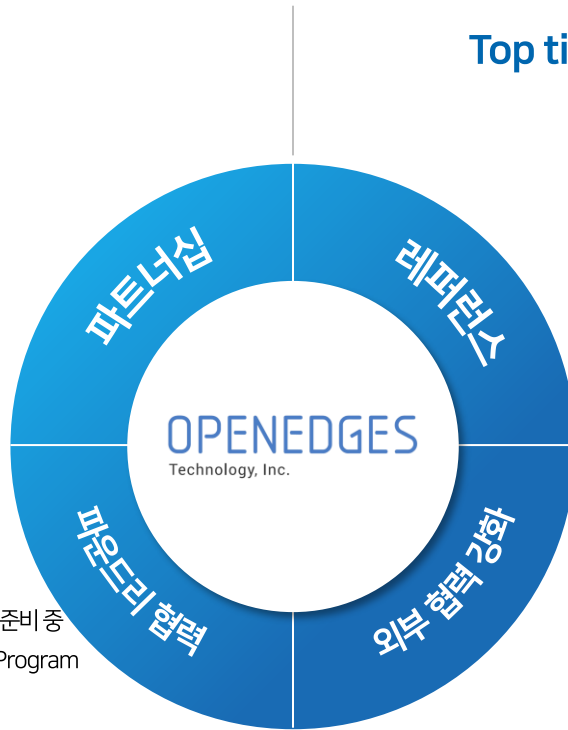 Top ti
파트너십
레퍼런스
OPENEDGES
Technology, Inc.
파운드리 협력
외부 협력 강화
준비 중
Program